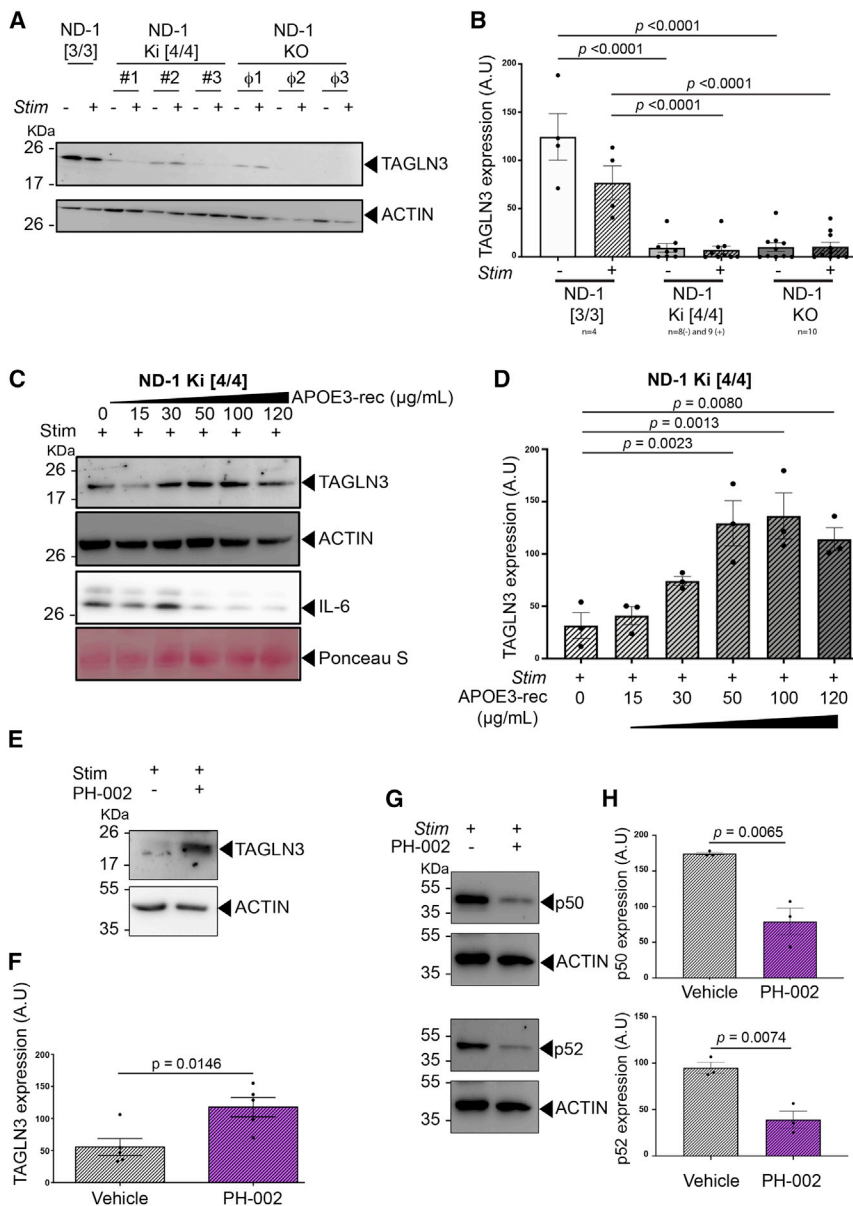 A
ND-1
[3/3]
ND-1
Ki [4/4]
ND-1
KO
#1 #2 #3 ϕ1 ϕ2 ϕ3
Stim - + - + - + - + - + - + - +
KDa
26 -
17 -
TAGLN3
26 -
ACTIN
B
p <0.0001
p <0.0001
p <0.0001
p <0.0001
TAGLN3 expression (A.U)
200
150
100
50
0
Stim - + - + - +
ND-1
[3/3]
n=4
ND-1
Ki [4/4]
n=8(-) and 9 (+)
ND-1
KO
n=10
C
ND-1 Ki [4/4]
APOE3-rec (µg/mL)
0 15 30 50 100 120
Stim + + + + + +
KDa
26 -
17 -
TAGLN3
26 -
ACTIN
26 -
IL-6
Ponceau S
D
ND-1 Ki [4/4]
p = 0.0080
p = 0.0013
p = 0.0023
TAGLN3 expression (A.U)
200
150
100
50
0
Stim + + + + + +
APOE3-rec 0 15 30 50 100 120
(µg/mL)
E
Stim + +
PH-002 - +
KDa
26 -
17 -
TAGLN3
55 -
35 -
ACTIN
F
TAGLN3 expression (A.U)
200
150
100
50
0
p = 0.0146
Vehicle PH-002
G
Stim + +
PH-002 - +
KDa
55 -
35 -
p50
55 -
35 -
ACTIN
55 -
35 -
p52
55 -
35 -
ACTIN
H
p50 expression (A.U)
200
150
100
50
0
p = 0.0065
Vehicle PH-002
p52 expression (A.U)
150
100
50
0
p = 0.0074
Vehicle PH-002